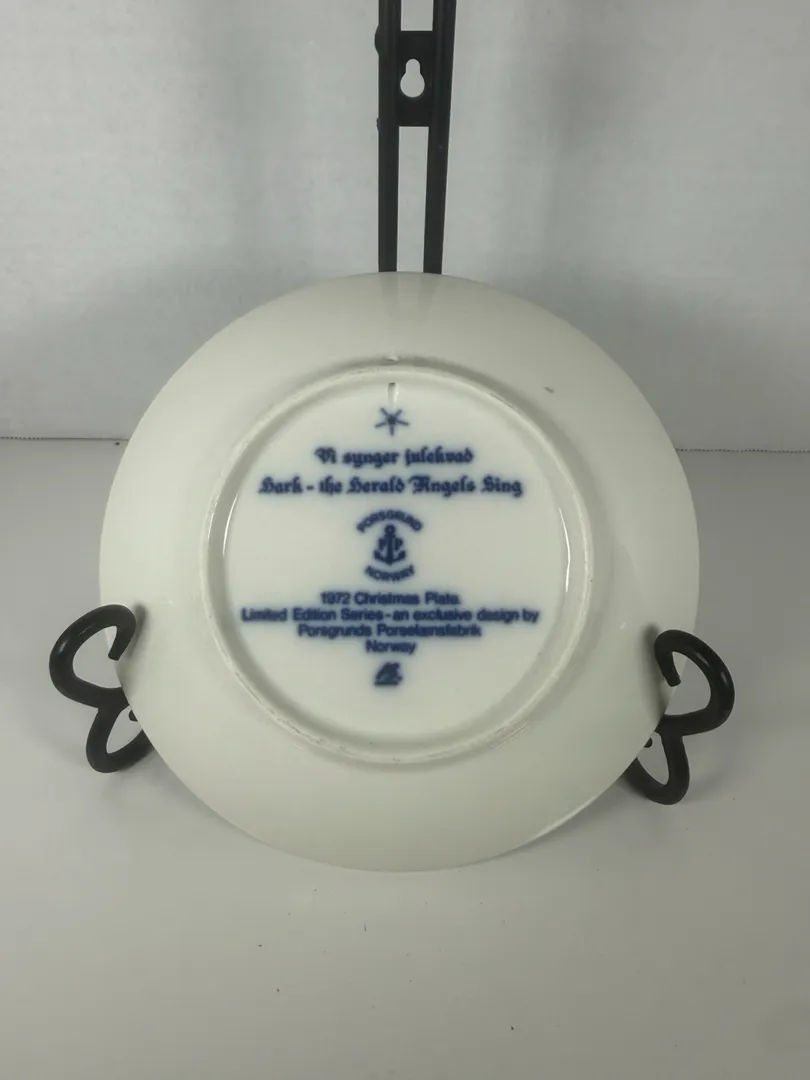 Vi synger julekvad
Hark - the Herald Angels Sing
PORSGRUND
PP
NORWAY
1972 Christmas Plate.
Limited Edition Series - an exclusive design by
Porsgrunds Porselænsfabrik
Norway